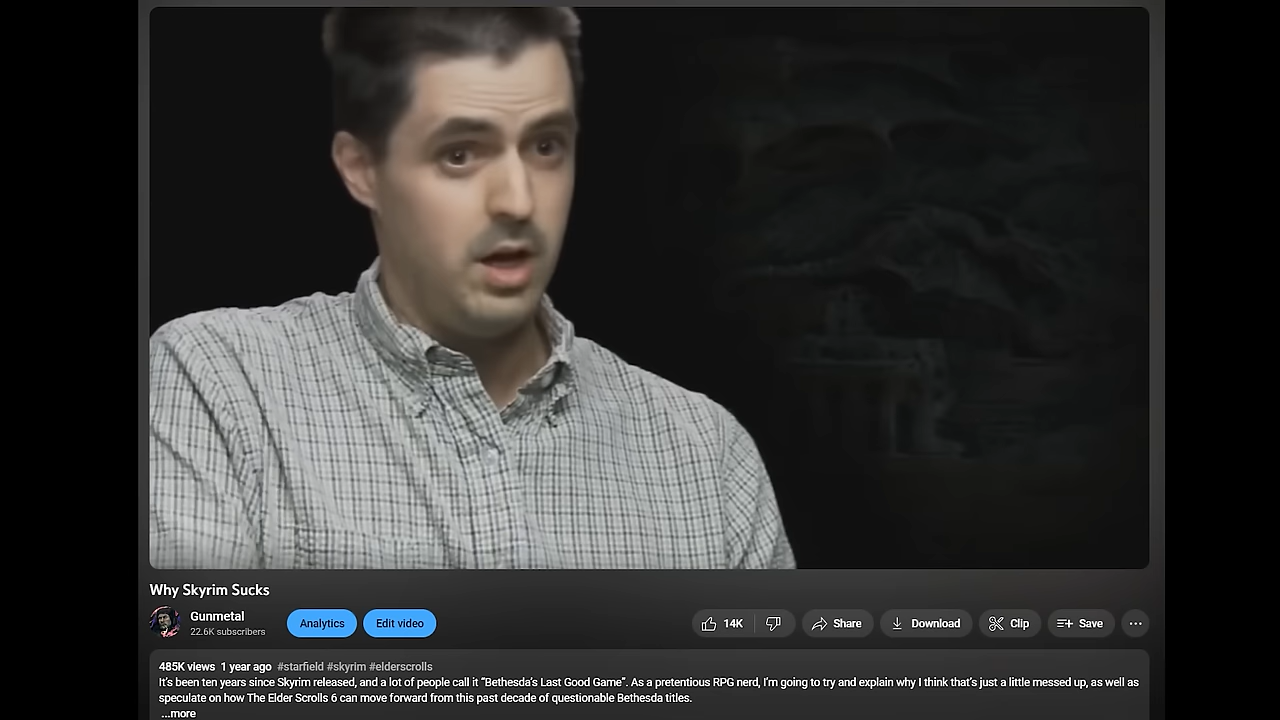 Why Skyrim Sucks
Gunmetal
22.6K subscribers
Analytics
Edit video
14K
Share
Download
Clip
Save
485K views 1 year ago #starfield #skyrim #elderscrolls
It's been ten years since Skyrim released, and a lot of people call it “Bethesda's Last Good Game”. As a pretentious RPG nerd, I'm going to try and explain why I think that's just a little messed up, as well as
speculate on how The Elder Scrolls 6 can move forward from this past decade of questionable Bethesda titles.
...more